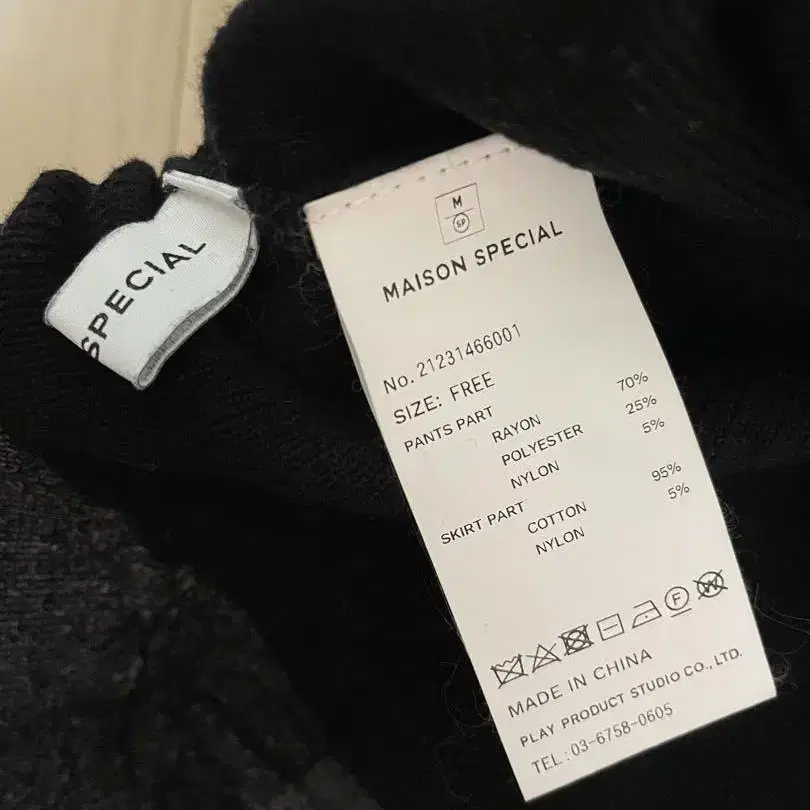 SPECIAL
M
SP
MAISON SPECIAL
No. 21231466001
SIZE: FREE
PANTS PART
RAYON 70%
POLYESTER 25%
NYLON 5%
SKIRT PART
COTTON 95%
NYLON 5%
F
W
MADE IN CHINA
PLAY PRODUCT STUDIO CO., LTD.
TEL : 03-6758-0605